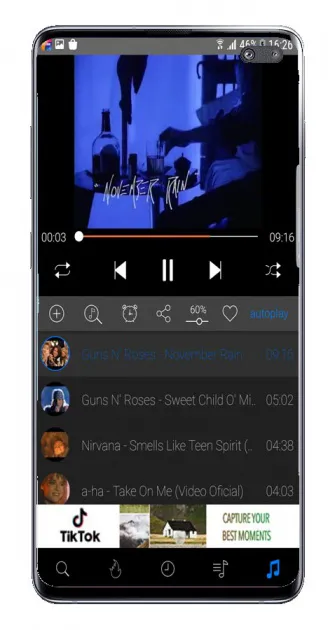 46% 16:26
NOVEMBER RAIN
00:03 09:16
60%
autoplay
Guns N' Roses - November Rain 09:16
Guns N' Roses - Sweet Child O' Mi.. 05:02
Nirvana - Smells Like Teen Spirit (.. 04:38
a-ha - Take On Me (Video Oficial) 04:03
TikTok
CAPTURE YOUR
BEST MOMENTS